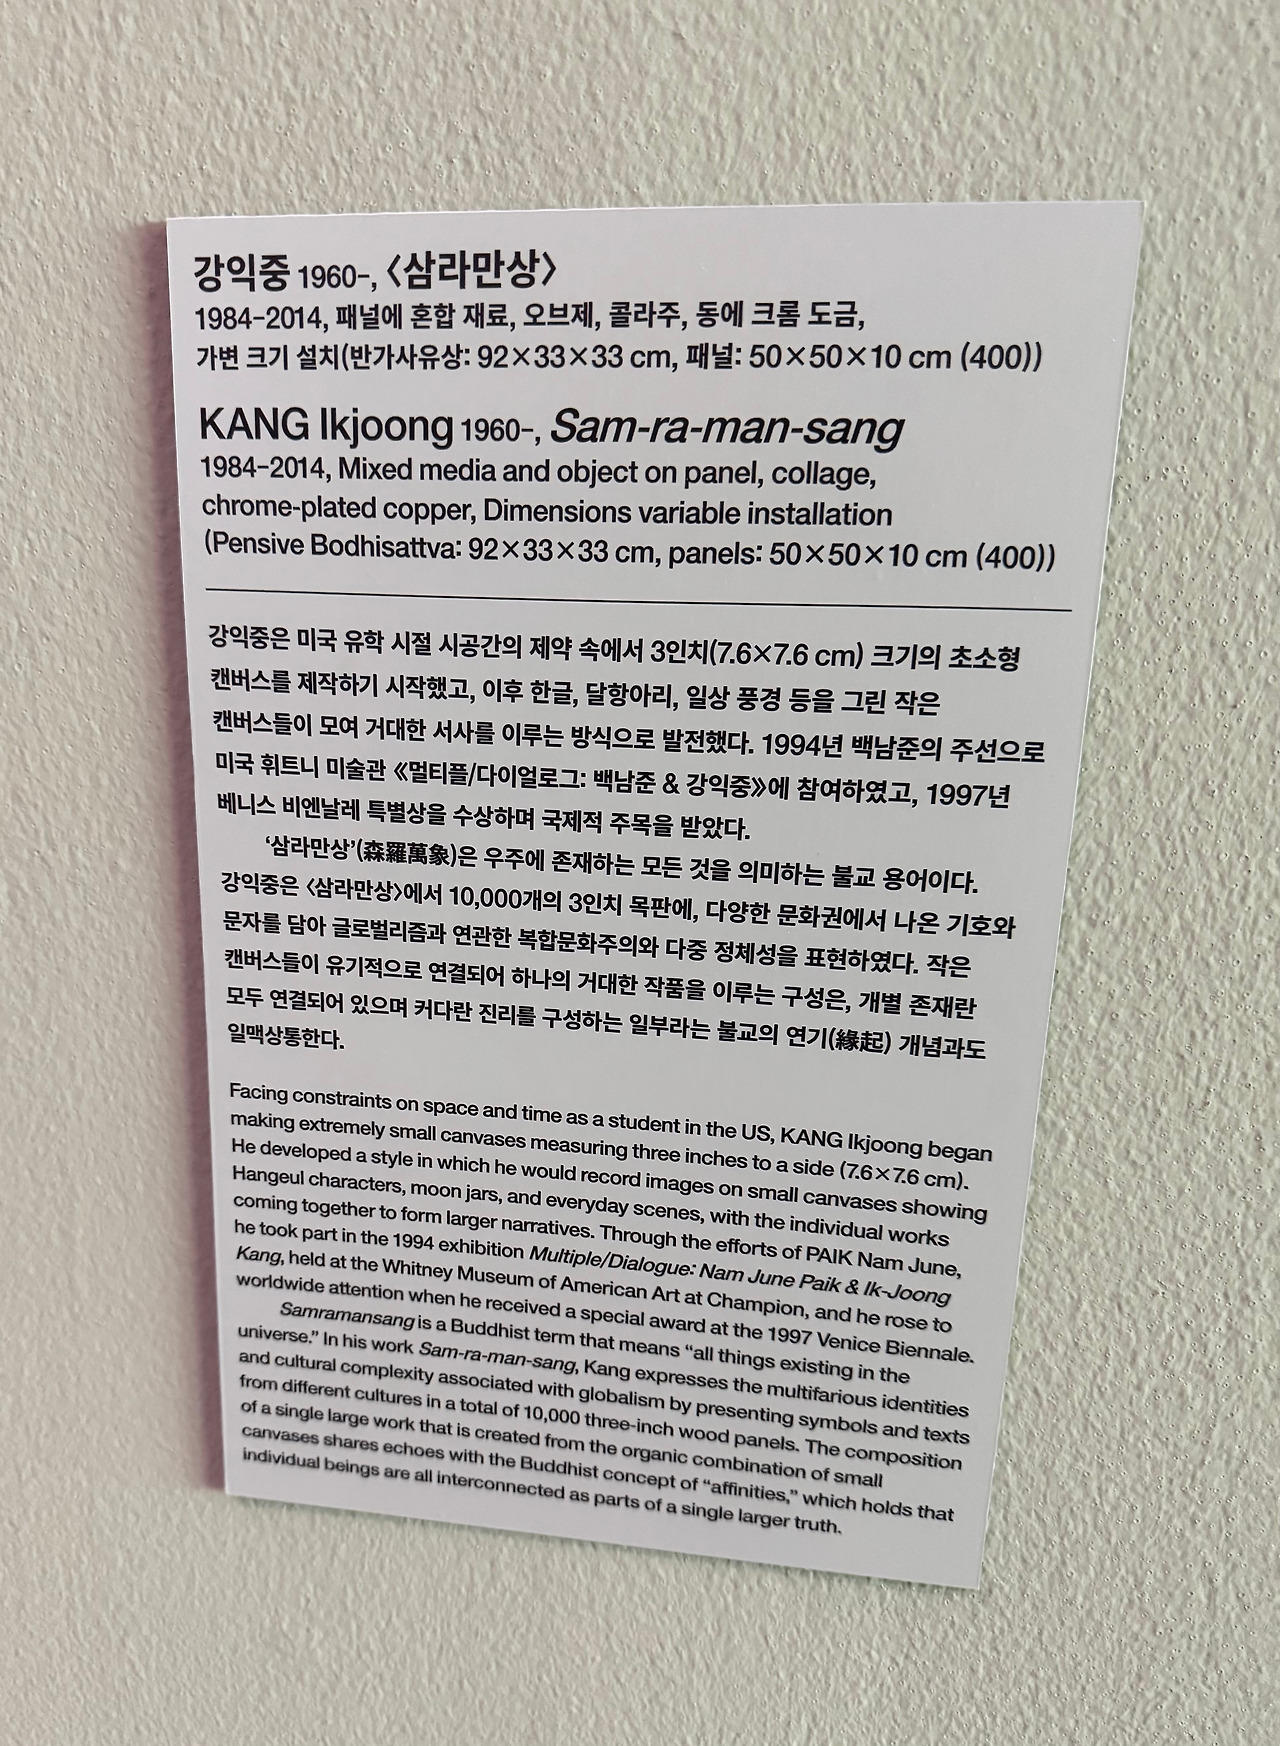 강익중 1960–, 〈삼라만상〉
1984–2014, 패널에 혼합 재료, 오브제, 콜라주, 동에 크롬 도금,
가변 크기 설치(반가사유상: 92×33×33 cm, 패널: 50×50×10 cm (400))
KANG Ikjoong 1960–, Sam-ra-man-sang
1984–2014, Mixed media and object on panel, collage,
chrome-plated copper, Dimensions variable installation
(Pensive Bodhisattva: 92×33×33 cm, panels: 50×50×10 cm (400))
강익중은 미국 유학 시절 시공간의 제약 속에서 3인치(7.6×7.6 cm) 크기의 초소형
캔버스를 제작하기 시작했고, 이후 한글, 달항아리, 일상 풍경 등을 그린 작은
캔버스들이 모여 거대한 서사를 이루는 방식으로 발전했다. 1994년 백남준의 주선으로
미국 휘트니 미술관 《멀티플/다이얼로그: 백남준 & 강익중》에 참여하였고, 1997년
베니스 비엔날레 특별상을 수상하며 국제적 주목을 받았다.
‘삼라만상’(森羅萬象)은 우주에 존재하는 모든 것을 의미하는 불교 용어이다.
강익중은 〈삼라만상〉에서 10,000개의 3인치 목판에, 다양한 문화권에서 나온 기호와
문자를 담아 글로벌리즘과 연관한 복합문화주의와 다중 정체성을 표현하였다. 작은
캔버스들이 유기적으로 연결되어 하나의 거대한 작품을 이루는 구성은, 개별 존재란
모두 연결되어 있으며 커다란 진리를 구성하는 일부라는 불교의 연기(緣起) 개념과도
일맥상통한다.
Facing constraints on space and time as a student in the US, KANG Ikjoong began
making extremely small canvases measuring three inches to a side (7.6×7.6 cm).
He developed a style in which he would record images on small canvases showing
Hangeul characters, moon jars, and everyday scenes, with the individual works
coming together to form larger narratives. Through the efforts of PAIK Nam June,
he took part in the 1994 exhibition Multiple/Dialogue: Nam June Paik & Ik-Joong
Kang, held at the Whitney Museum of American Art at Champion, and he rose to
worldwide attention when he received a special award at the 1997 Venice Biennale.
Samramansang is a Buddhist term that means “all things existing in the
universe.” In his work Sam-ra-man-sang, Kang expresses the multifarious identities
and cultural complexity associated with globalism by presenting symbols and texts
from different cultures in a total of 10,000 three-inch wood panels. The composition
of a single large work that is created from the organic combination of small
canvases shares echoes with the Buddhist concept of “affinities,” which holds that
individual beings are all interconnected as parts of a single larger truth.